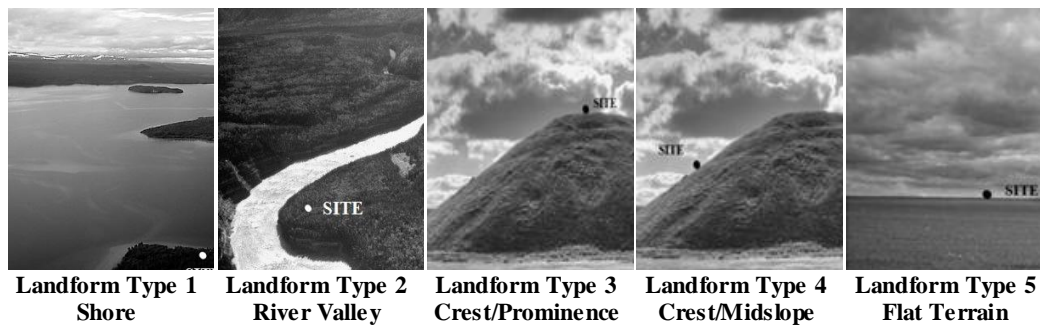 SITE
SITE
SITE
SITE
Landform Type 1
Shore
Landform Type 2
River Valley
Landform Type 3
Crest/Prominence
Landform Type 4
Crest/Midslope
Landform Type 5
Flat Terrain